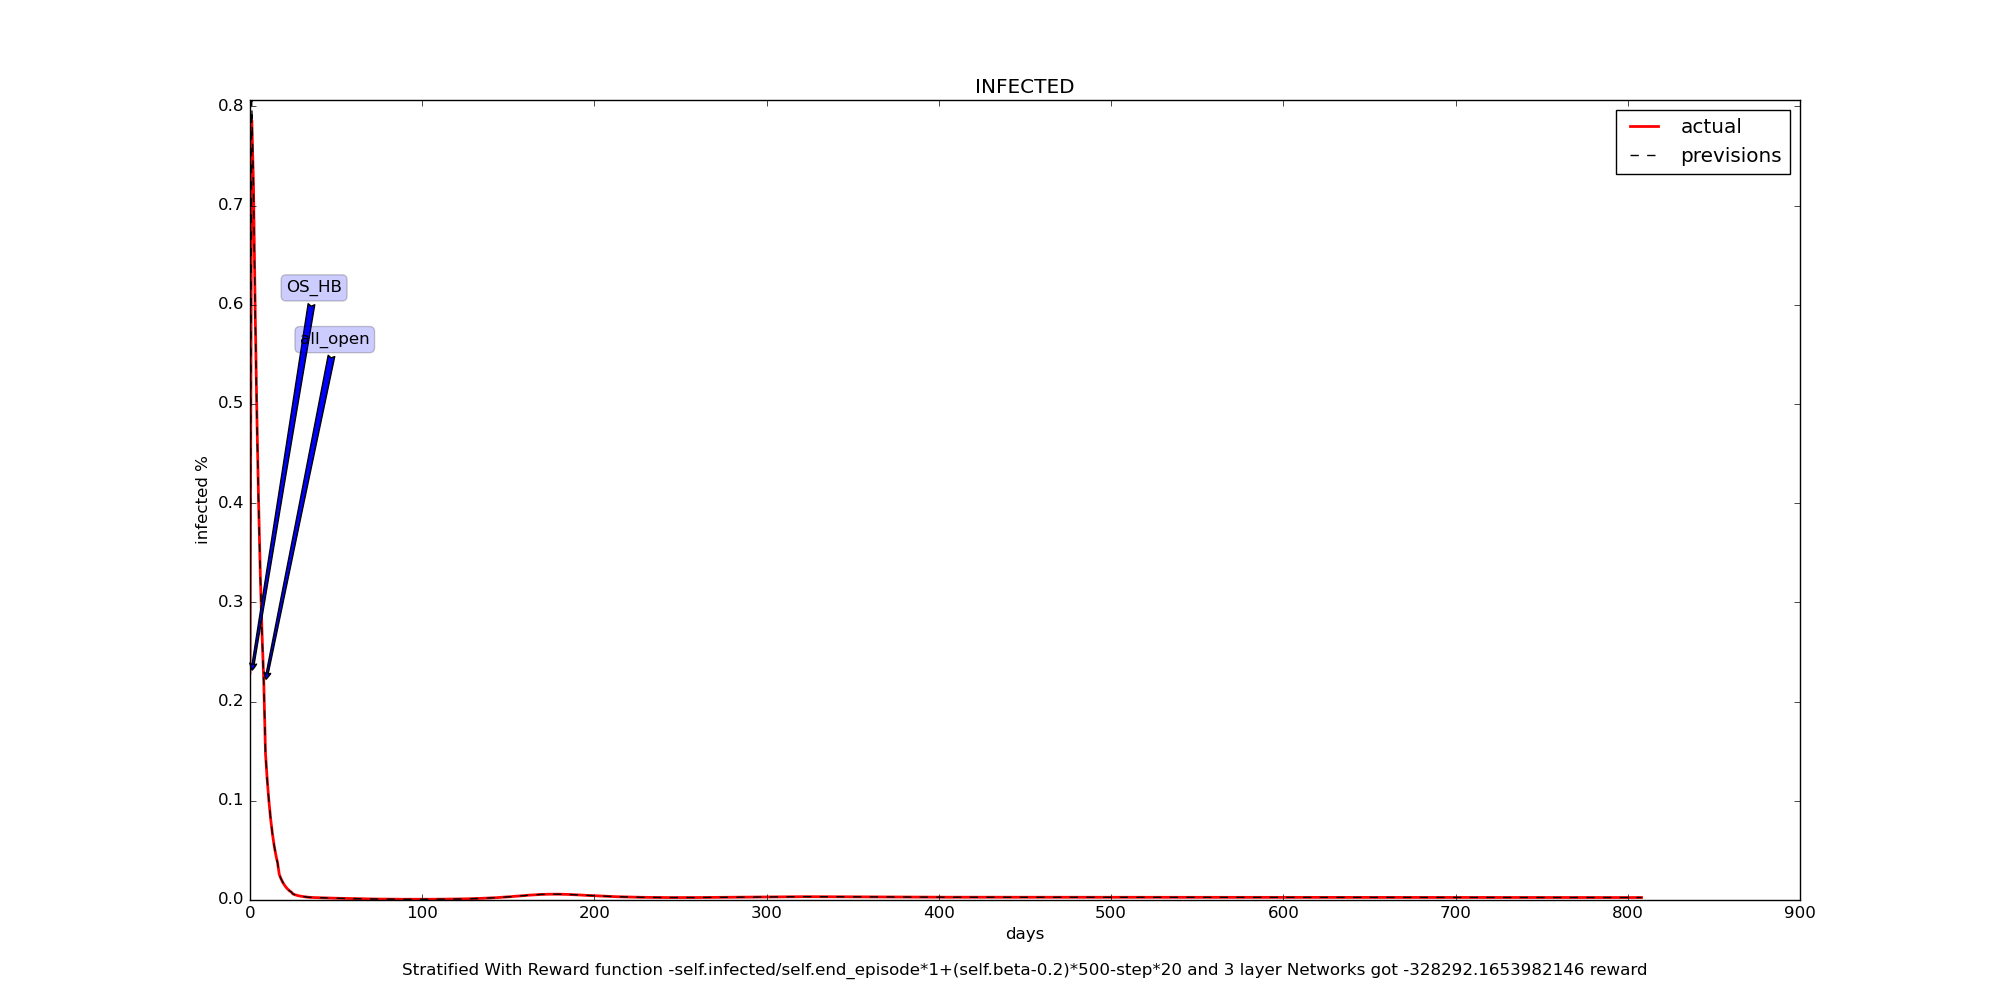 INFECTED
0.8
0.7
0.6
0.5
0.4
0.3
0.2
0.1
0.0
infected %
actual
previsions
OS_HB
all_open
0 100 200 300 400 500 600 700 800 900
days
Stratified With Reward function -self.infected/self.end_episode*1+(self.beta-0.2)*500-step*20 and 3 layer Networks got -328292.1653982146 reward